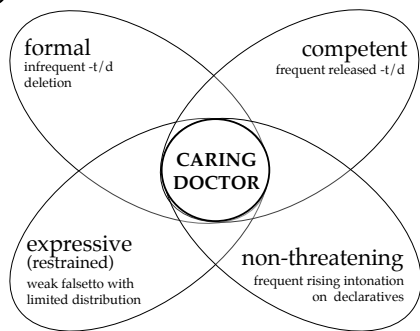 formal
infrequent -t/d
deletion
competent
frequent released -t/d
CARING
DOCTOR
expressive
(restrained)
weak falsetto with
limited distribution
non-threatening
frequent rising intonation
on declaratives